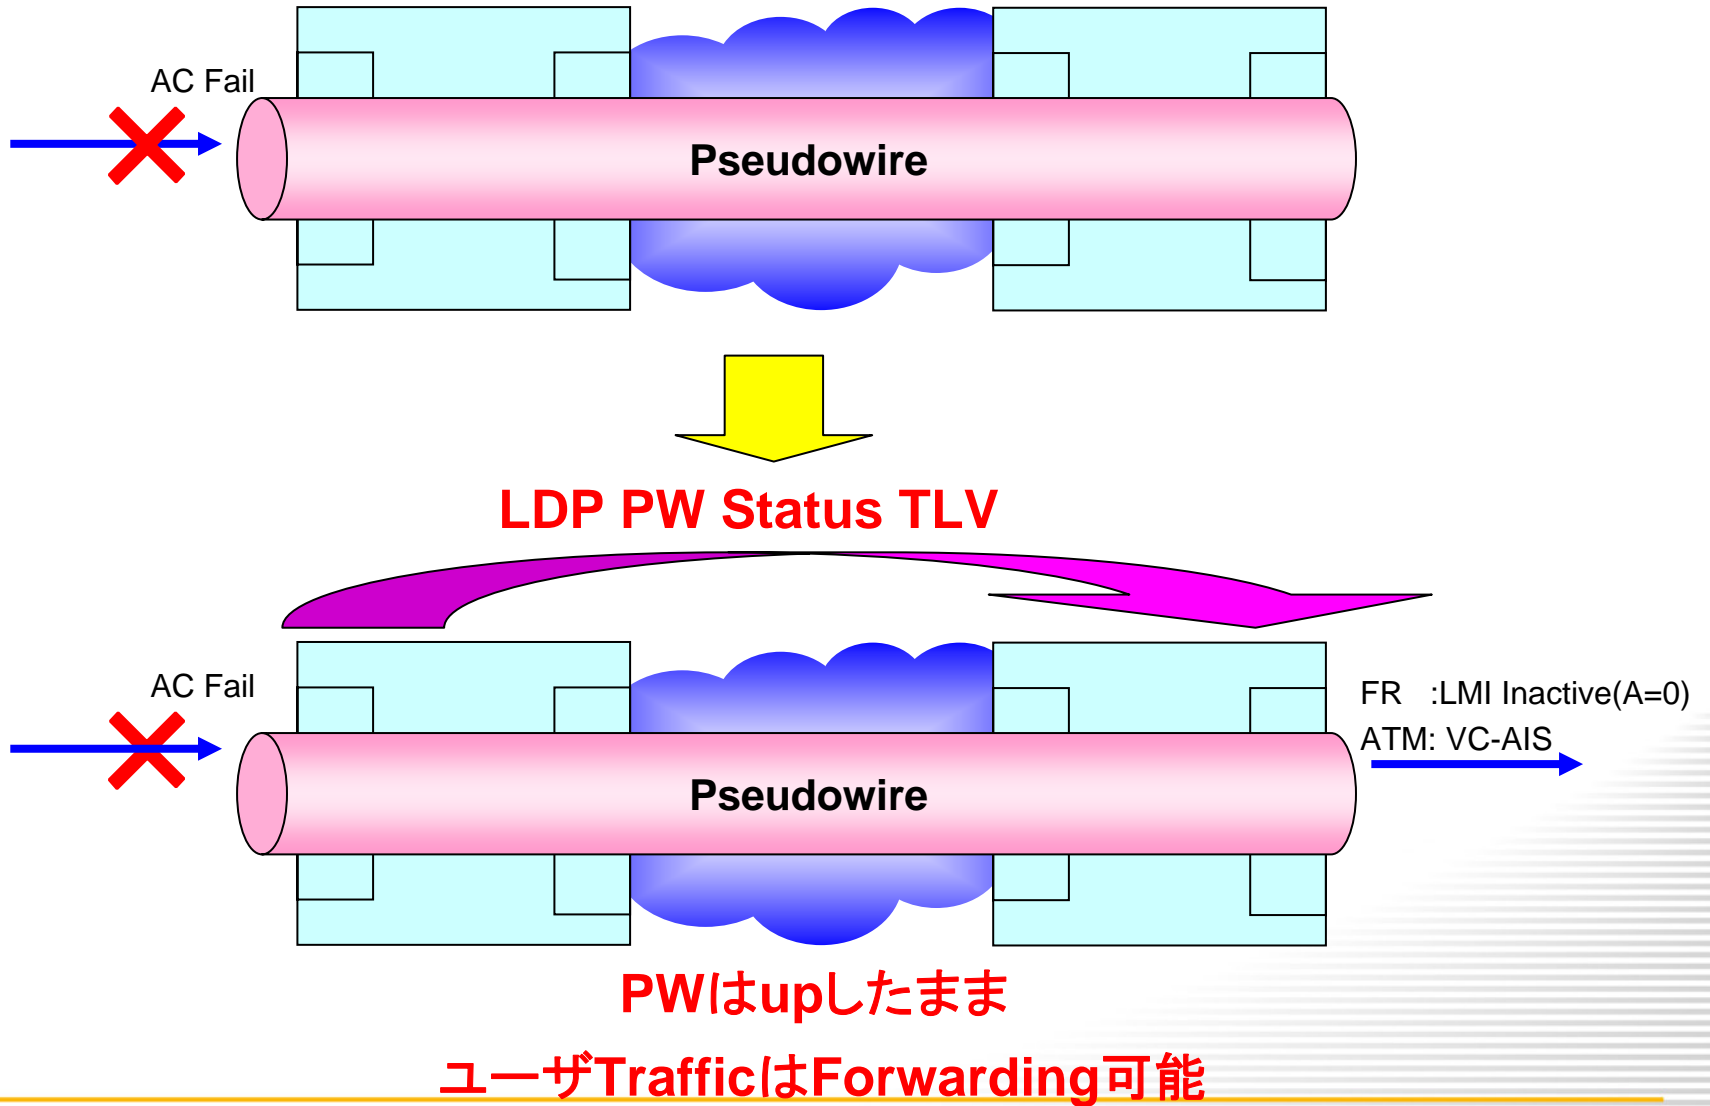 AC Fail
Pseudowire
LDP PW Status TLV
AC Fail
FR :LMI Inactive(A=0)
ATM: VC-AIS
Pseudowire
PWはupしたまま
ユーザTrafficはForwarding可能